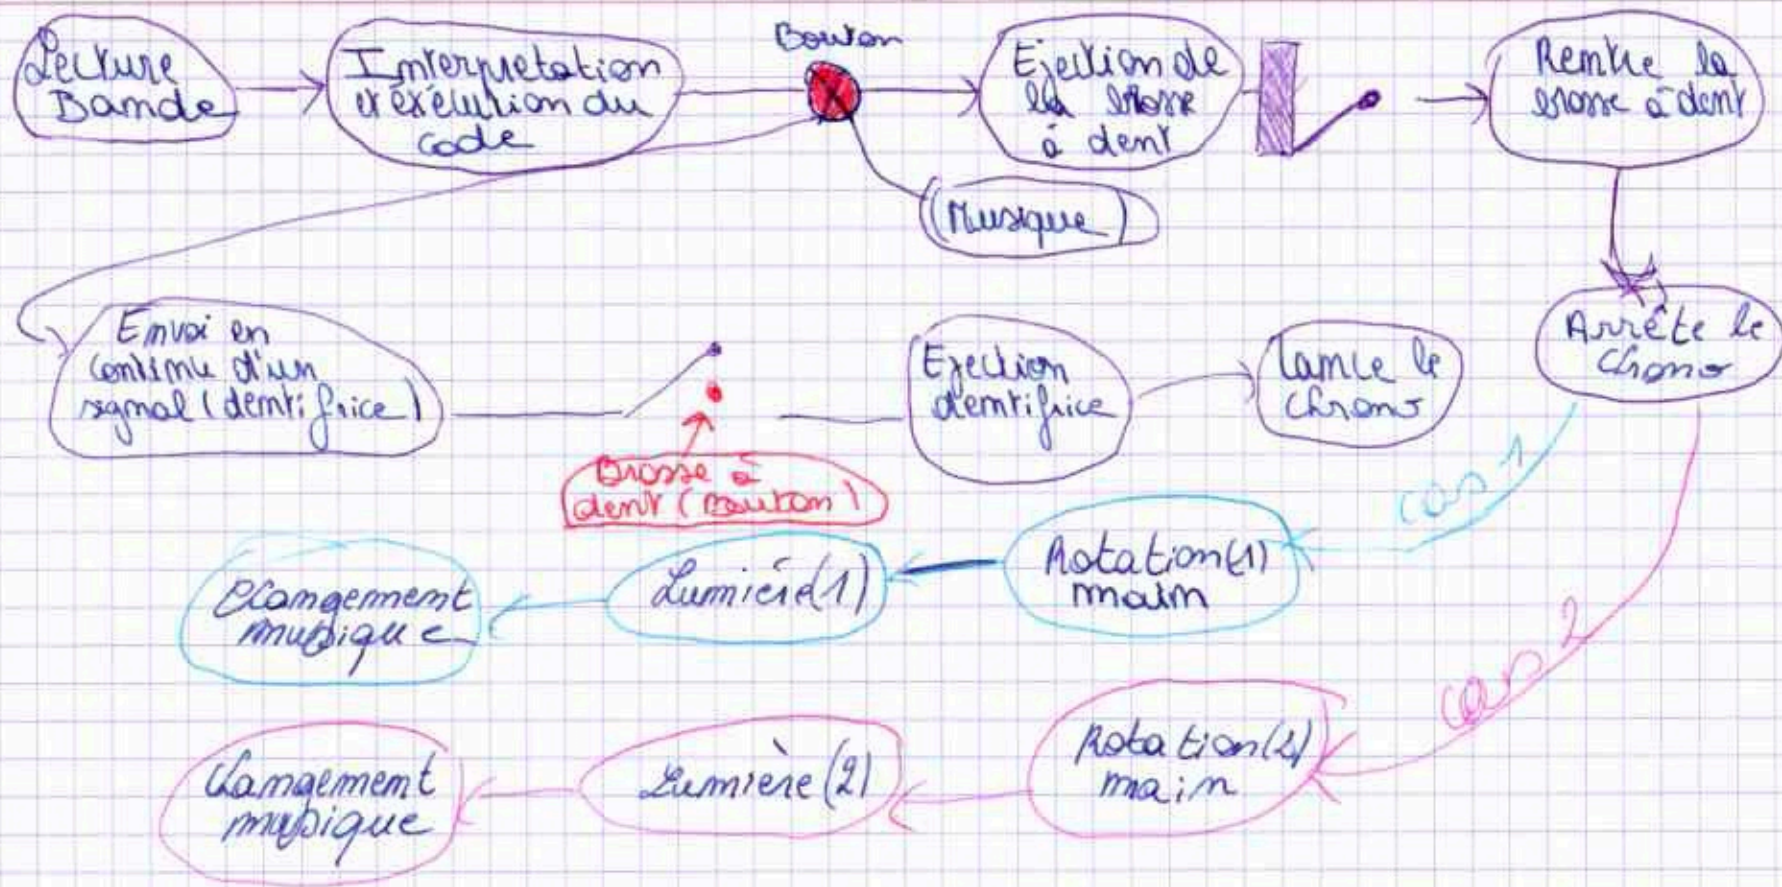 Lecture
Bande
Interpretation
et éxécution du
code
Bouton
Ejection de
la brosse
à dent
Rentre la
brosse à dent
(Musique)
Envoi en
continu d'un
signal (dentifrice)
Ejection
dentifrice
Lance le
chrono
Arrête le
chrono
Brosse à
dent (bouton)
cas 1
Rotation(1)
main
Lumière(1)
Changement
musique
cas 2
Rotation(2)
main
Lumière(2)
Changement
musique